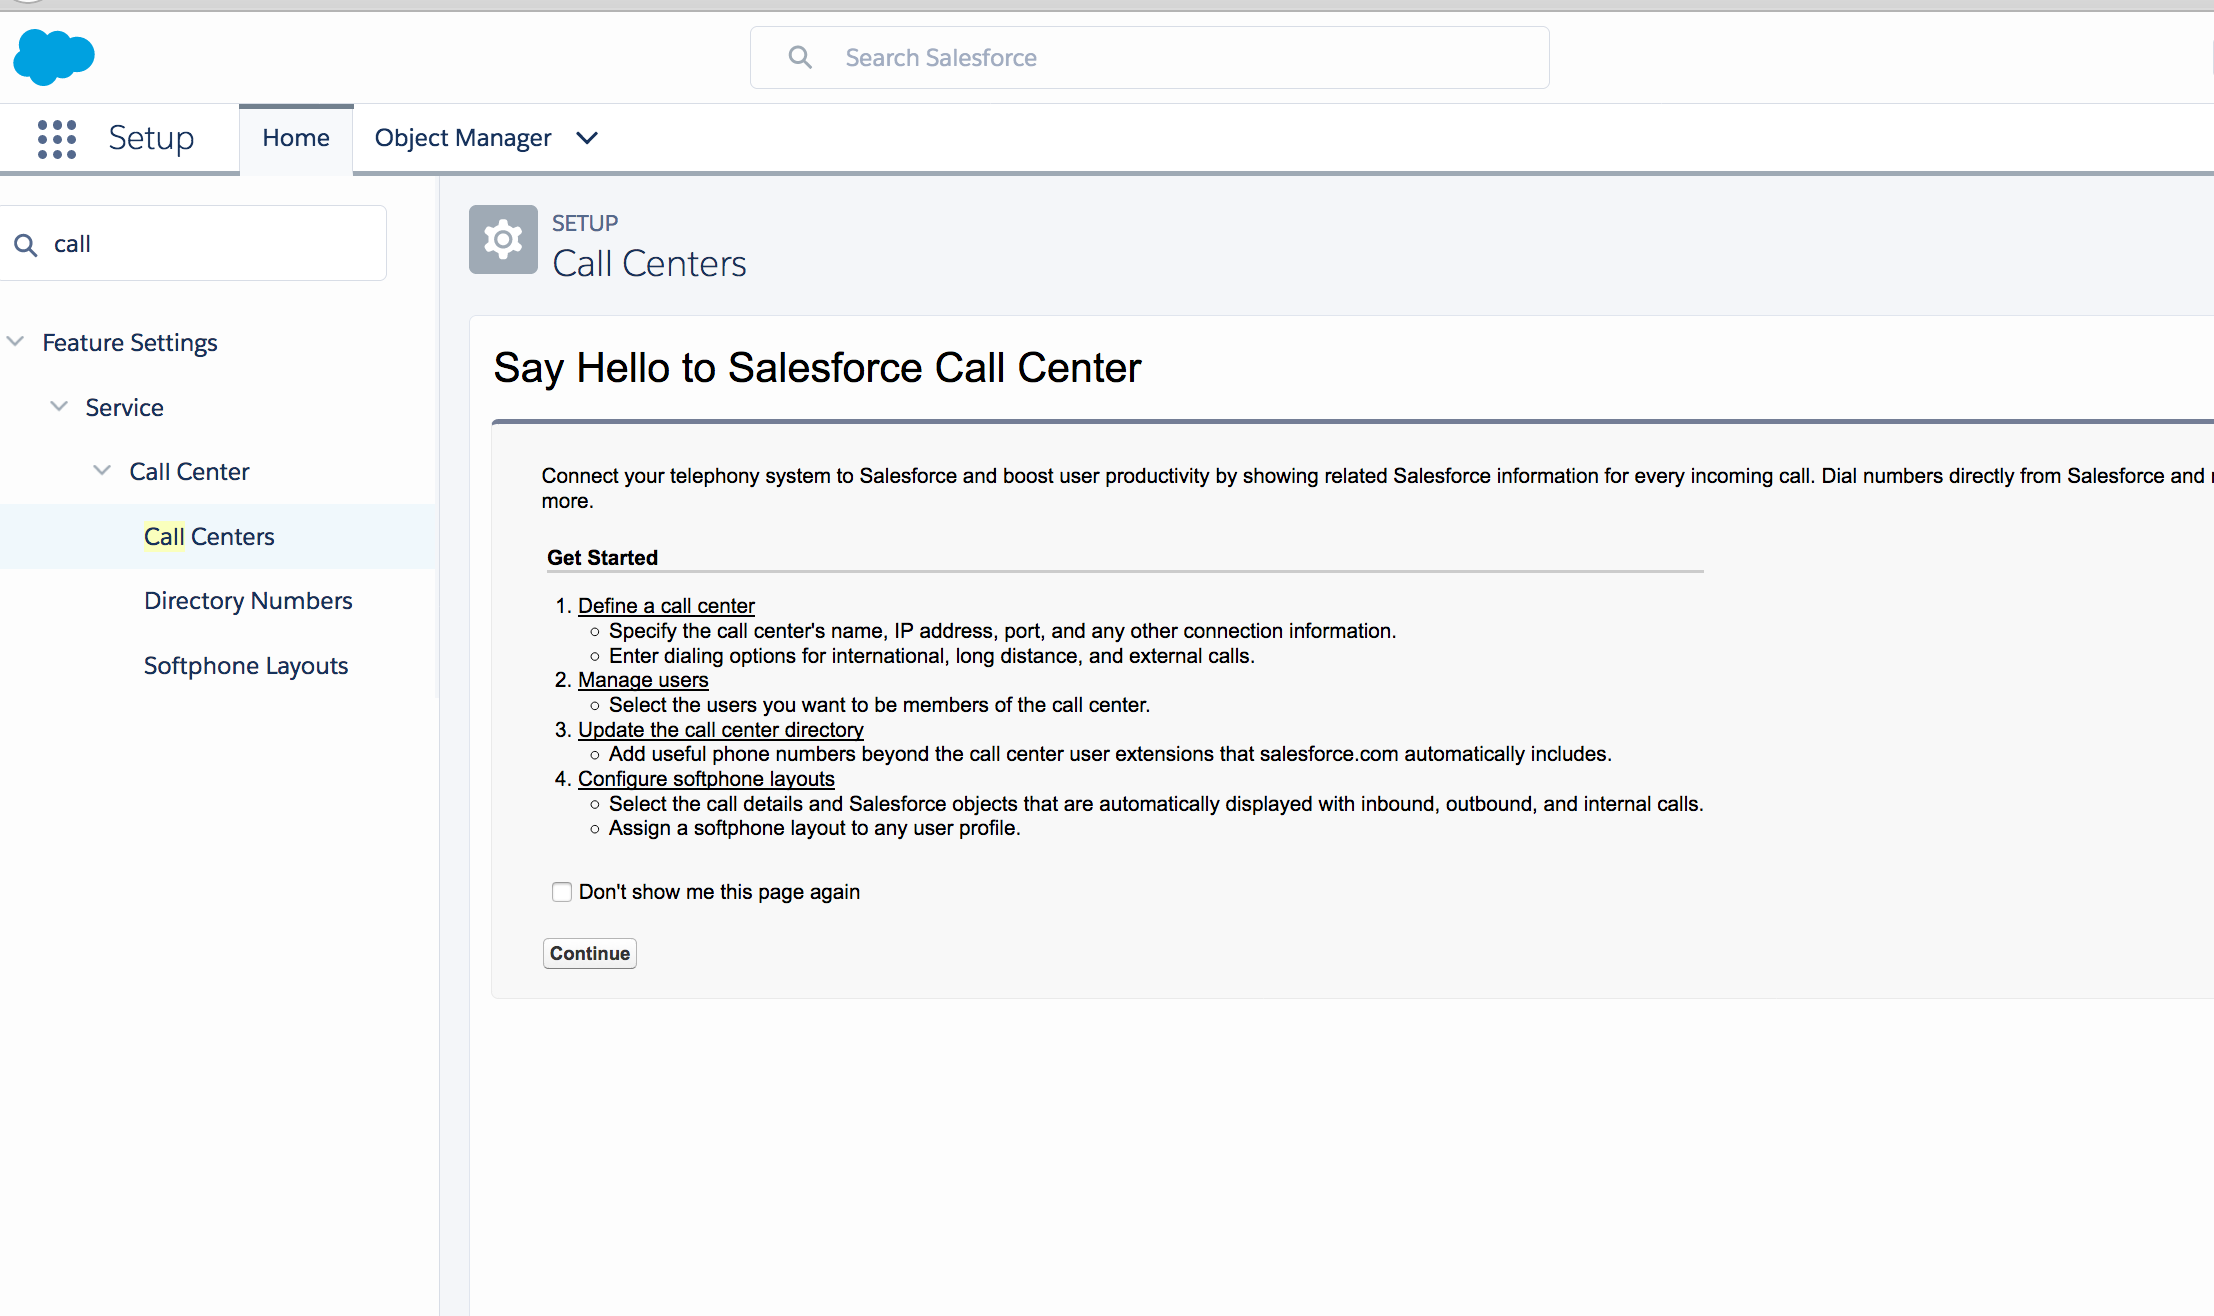 Search Salesforce
Setup
Home
Object Manager
call
Feature Settings
Service
Call Center
Call Centers
Directory Numbers
Softphone Layouts
SETUP
Call Centers
Say Hello to Salesforce Call Center
Connect your telephony system to Salesforce and boost user productivity by showing related Salesforce information for every incoming call. Dial numbers directly from Salesforce and
more.
Get Started
1. Define a call center
Specify the call center's name, IP address, port, and any other connection information.
Enter dialing options for international, long distance, and external calls.
2. Manage users
Select the users you want to be members of the call center.
3. Update the call center directory
Add useful phone numbers beyond the call center user extensions that salesforce.com automatically includes.
4. Configure softphone layouts
Select the call details and Salesforce objects that are automatically displayed with inbound, outbound, and internal calls.
Assign a softphone layout to any user profile.
Don't show me this page again
Continue